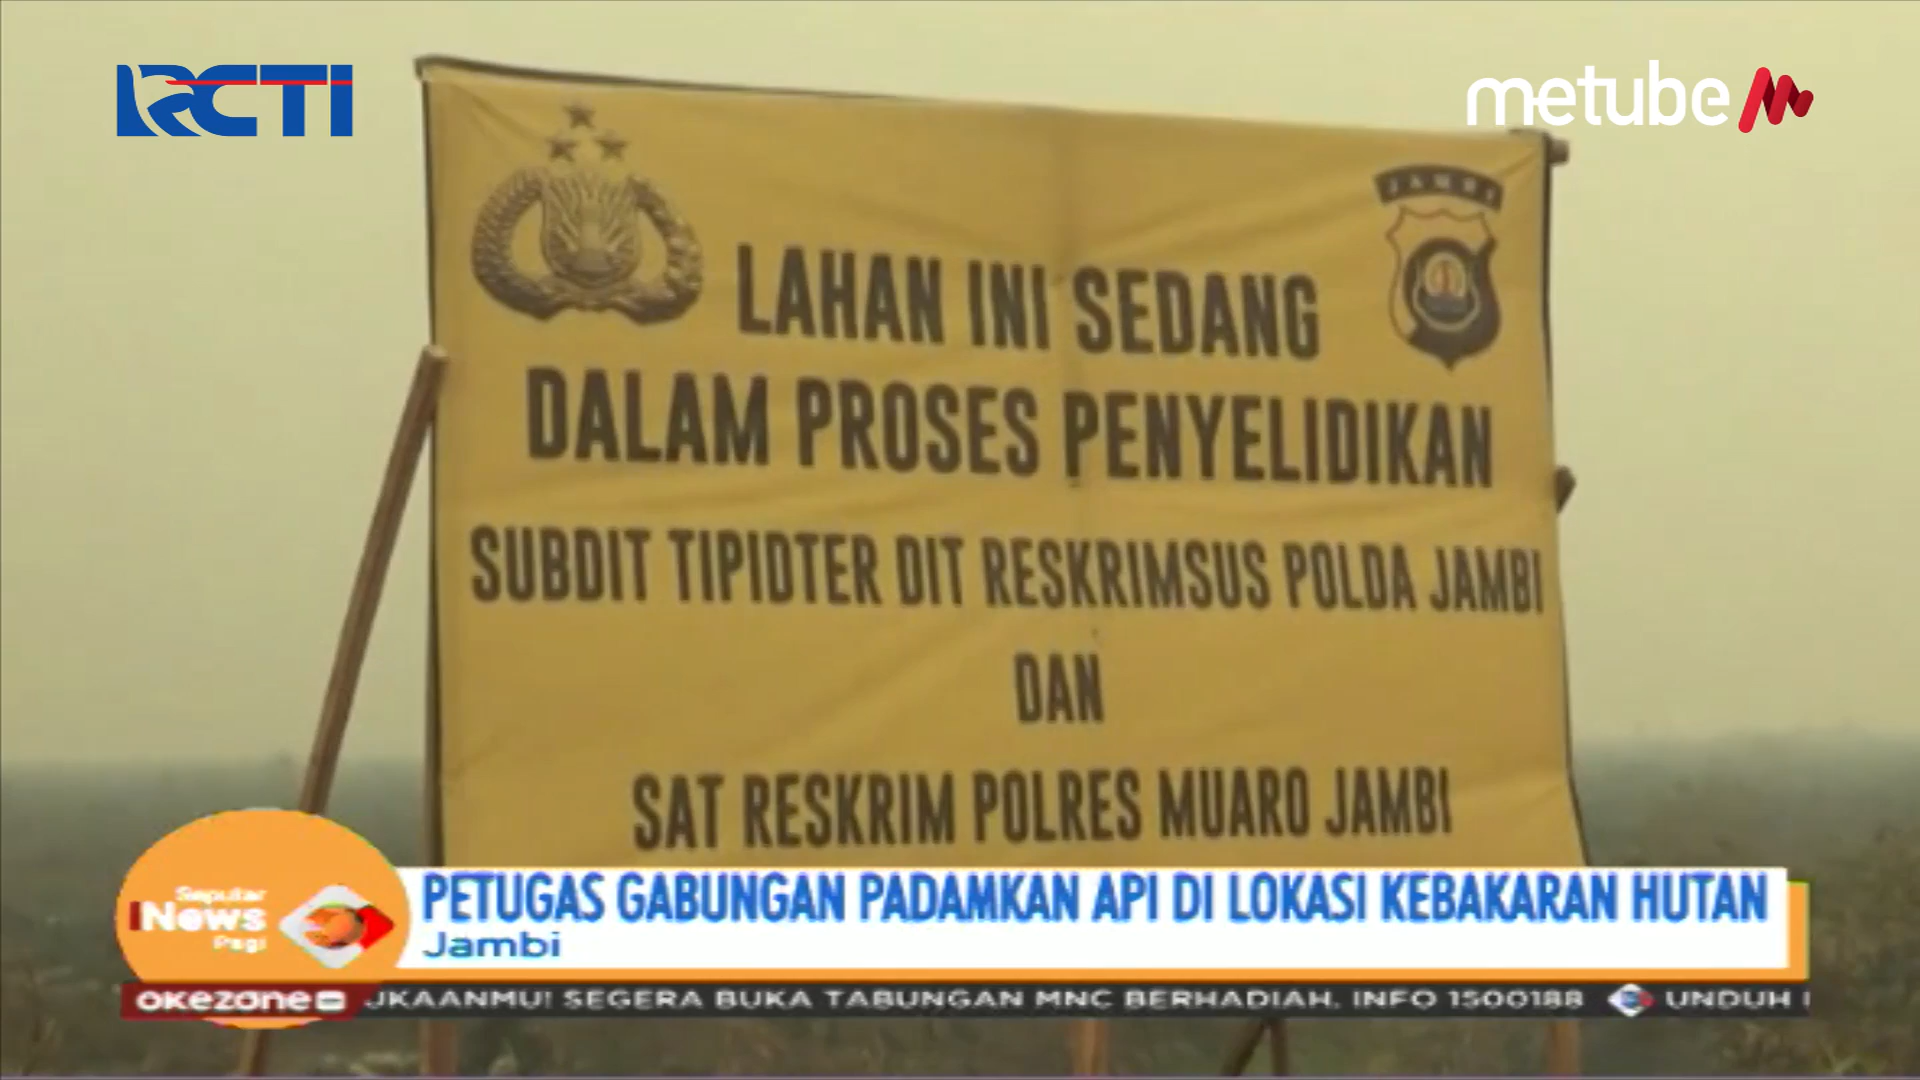 RCTI
metube
JAMBI
LAHAN INI SEDANG
DALAM PROSES PENYELIDIKAN
SUBDIT TIPIDTER DIT RESKRIMSUS POLDA JAMBI
DAN
SAT RESKRIM POLRES MUARO JAMBI
Seputar
iNews
Pagi
PETUGAS GABUNGAN PADAMKAN API DI LOKASI KEBAKARAN HUTAN
Jambi
okezone
UKAANMU! SEGERA BUKA TABUNGAN MNC BERHADIAH. INFO 1500188 UNDUH